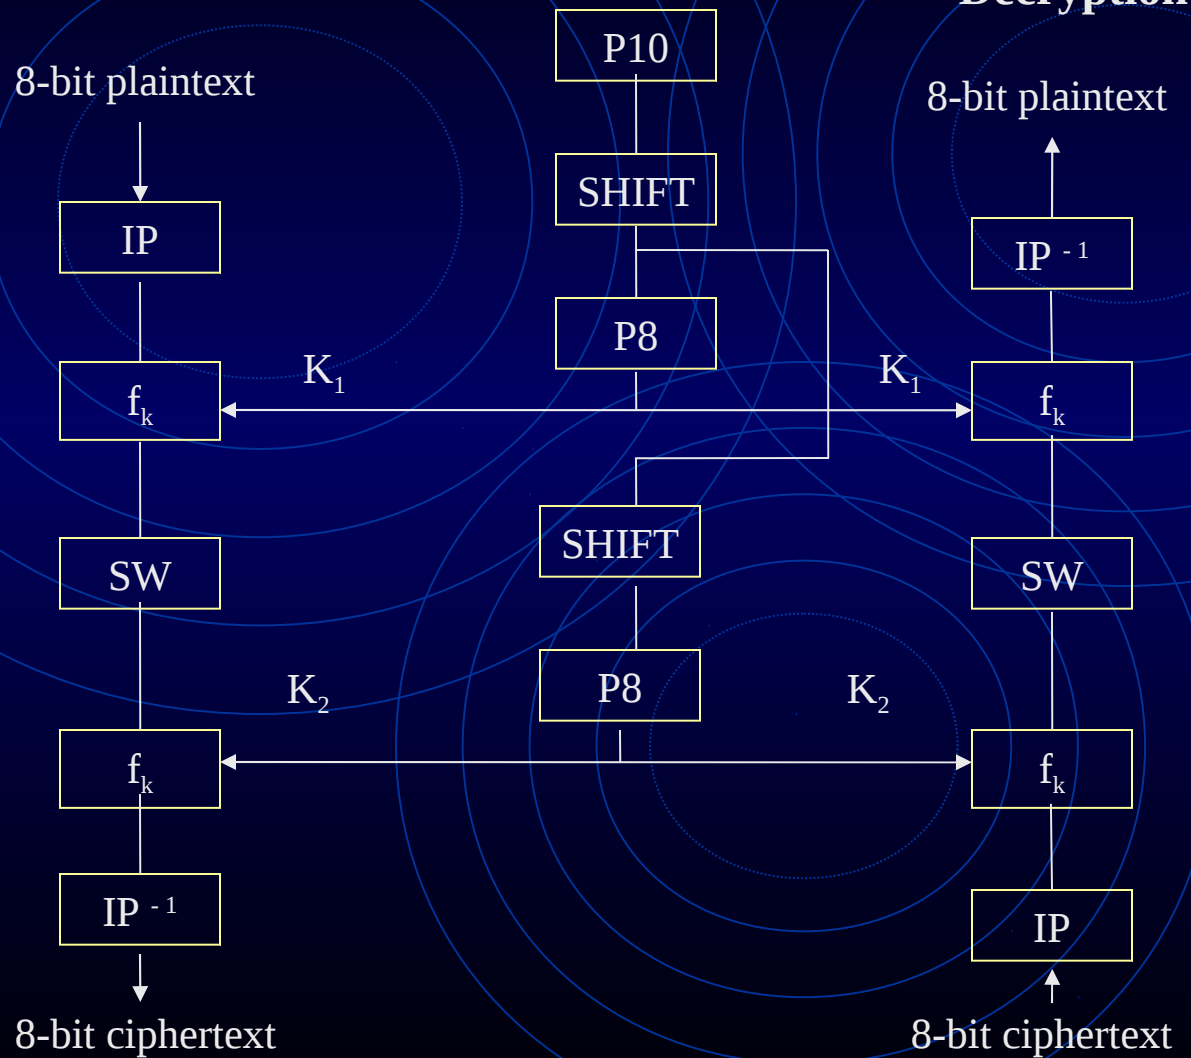 Decryption
P10
8-bit plaintext
8-bit plaintext
SHIFT
IP
IP - 1
P8
K1
K1
fk
fk
SHIFT
SW
SW
P8
K2
K2
fk
fk
IP - 1
IP
8-bit ciphertext
8-bit ciphertext